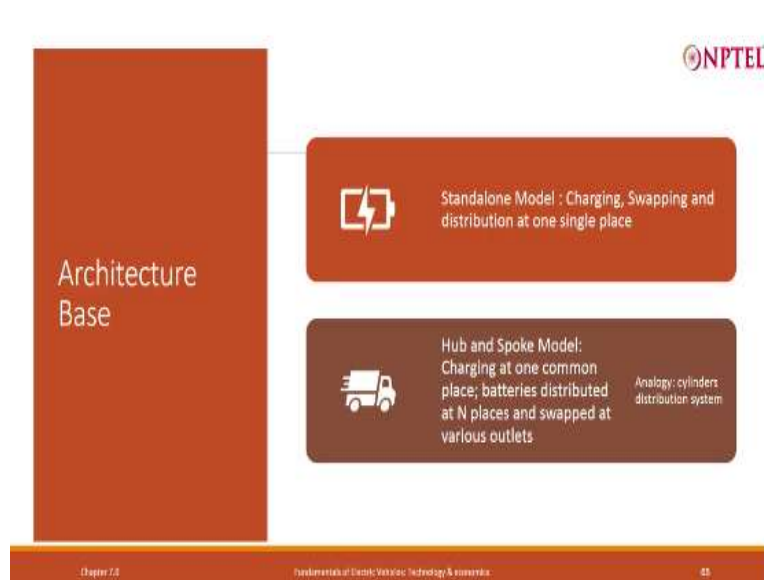 NPTEL
Standalone Model : Charging, Swapping and
distribution at one single place
Architecture
Base
Hub and Spoke Model:
Charging at one common
place; batteries distributed
at N places and swapped at
various outlets
Analogy: cylinders
distribution system
Chapter 7.3
Fundamentals of Electric Vehicles: Technology & economics